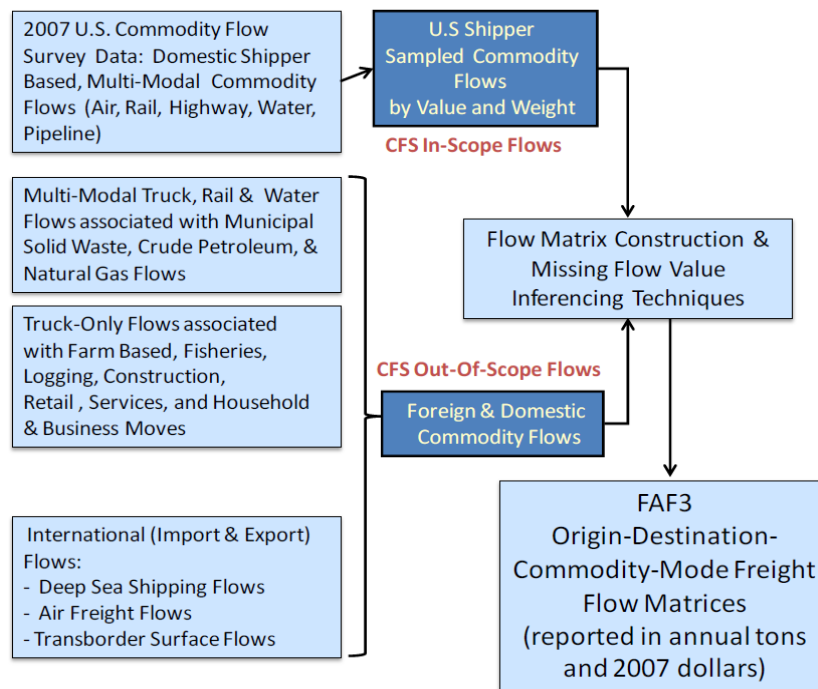 2007 U.S. Commodity Flow
Survey Data: Domestic Shipper
Based, Multi-Modal Commodity
Flows (Air, Rail, Highway, Water,
Pipeline)
U.S Shipper
Sampled Commodity
Flows
by Value and Weight
CFS In-Scope Flows
Multi-Modal Truck, Rail & Water
Flows associated with Municipal
Solid Waste, Crude Petroleum, &
Natural Gas Flows
Flow Matrix Construction &
Missing Flow Value
Inferencing Techniques
Truck-Only Flows associated
with Farm Based, Fisheries,
Logging, Construction,
Retail , Services, and Household
& Business Moves
CFS Out-Of-Scope Flows
Foreign & Domestic
Commodity Flows
International (Import & Export)
Flows:
- Deep Sea Shipping Flows
- Air Freight Flows
- Transborder Surface Flows
FAF3
Origin-Destination-
Commodity-Mode Freight
Flow Matrices
(reported in annual tons
and 2007 dollars)